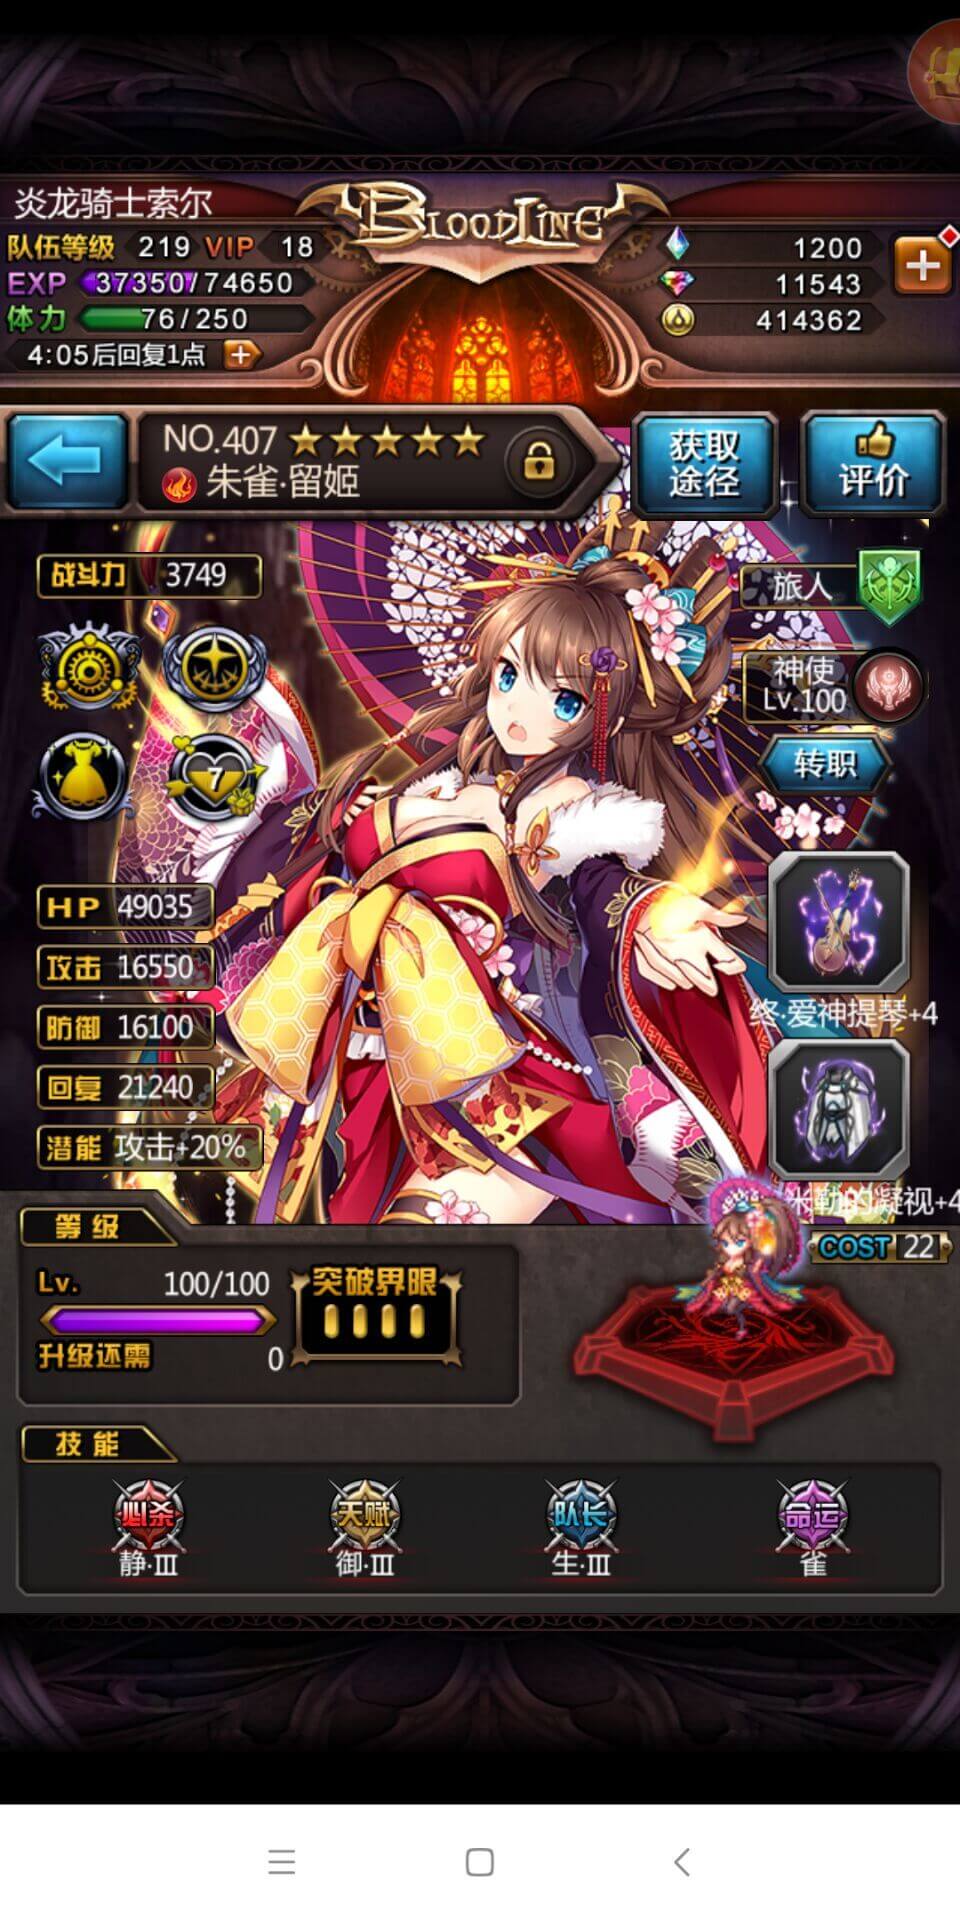 炎龙骑士索尔
BLOODLINE
队伍等级 219 VIP 18
EXP 37350/74650
体力 76/250
4:05后回复1点
1200
11543
414362
NO.407
朱雀·留姬
获取
途径
评价
战斗力 3749
旅人
神使
Lv.100
转职
7
HP 49035
攻击 16550
防御 16100
回复 21240
潜能 攻击+20%
终·爱神提琴+4
米勒的凝视+4
COST 22
等级
Lv. 100/100
突破界限
升级还需 0
技能
必杀 天赋 队长 命运
静·Ⅲ 御·Ⅲ 生·Ⅲ 雀